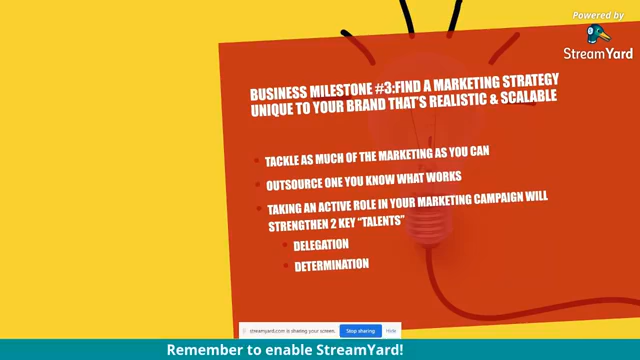 Powered by
StreamYard
BUSINESS MILESTONE #3:FIND A MARKETING STRATEGY
UNIQUE TO YOUR BRAND THAT'S REALISTIC & SCALABLE
TACKLE AS MUCH OF THE MARKETING AS YOU CAN
OUTSOURCE ONE YOU KNOW WHAT WORKS
TAKING AN ACTIVE ROLE IN YOUR MARKETING CAMPAIGN WILL
STRENGTHEN 2 KEY "TALENTS"
DELEGATION
DETERMINATION
streamyard.com is sharing your screen. Stop sharing Hide
Remember to enable StreamYard!